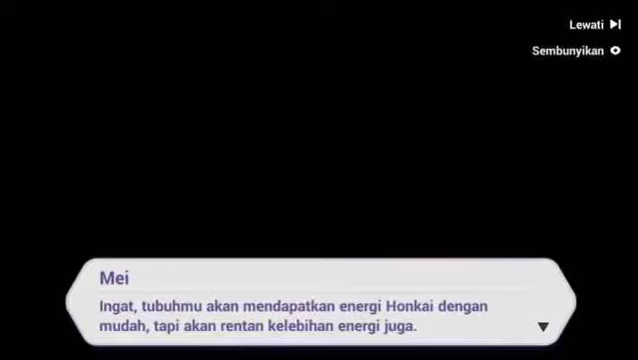 Lewati
Sembunyikan
Mei
Ingat, tubuhmu akan mendapatkan energi Honkai dengan
mudah, tapi akan rentan kelebihan energi juga.